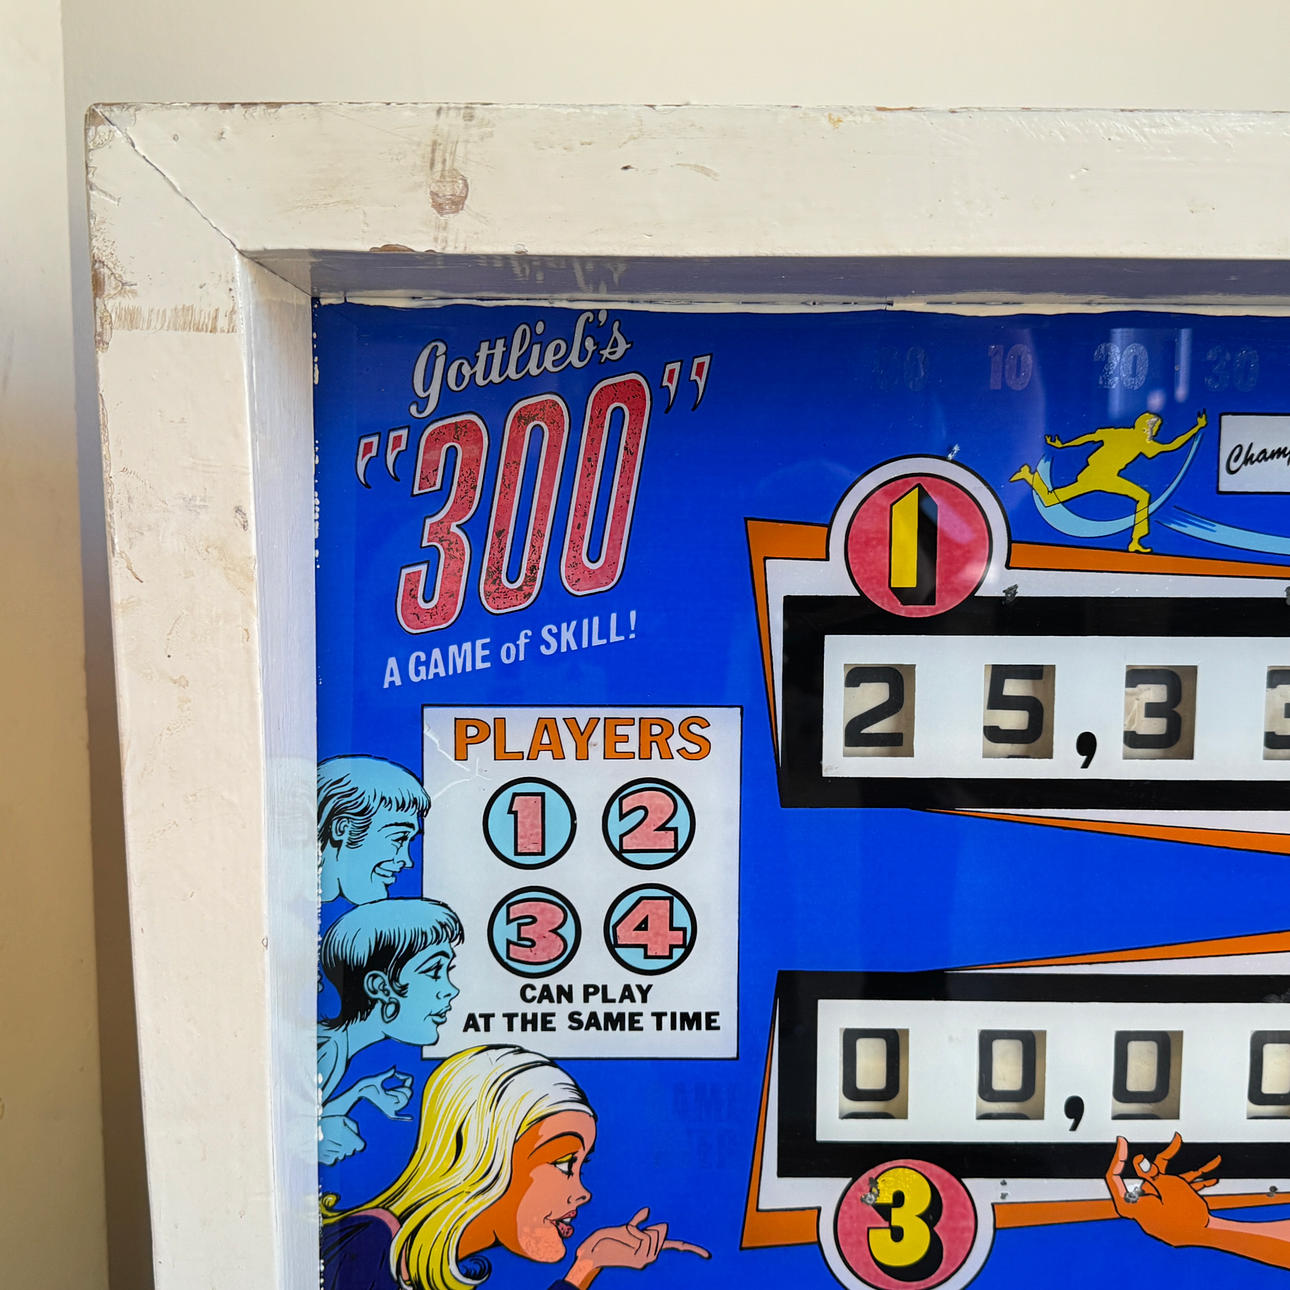 Gottlieb's
"300"
A GAME of SKILL!
10 20 30
1
25,3
PLAYERS
1 2
3 4
CAN PLAY
AT THE SAME TIME
00,00
3